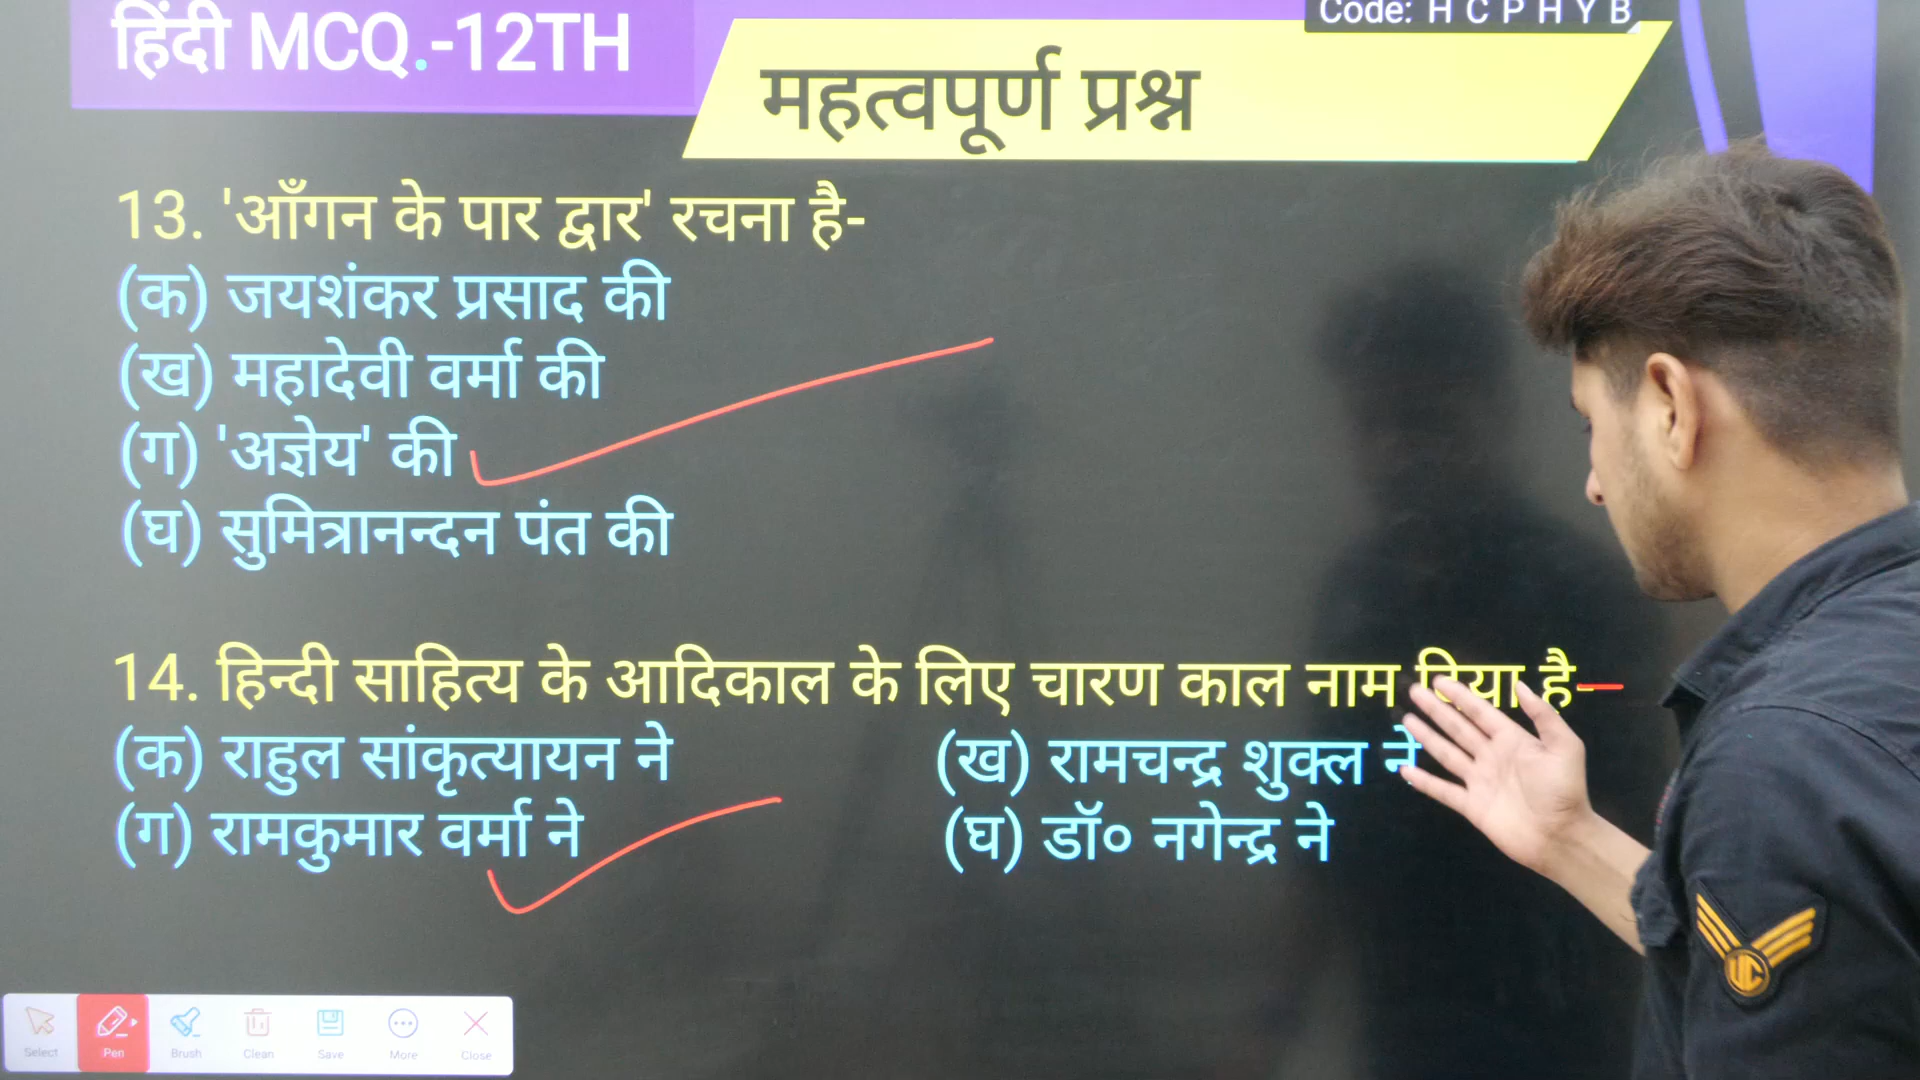 Code: H C P H Y B
हिंदी MCQ.-12TH
महत्वपूर्ण प्रश्न
13. 'आँगन के पार द्वार' रचना है-
(क) जयशंकर प्रसाद की
(ख) महादेवी वर्मा की
(ग) 'अज्ञेय' की
(घ) सुमित्रानन्दन पंत की
14. हिन्दी साहित्य के आदिकाल के लिए चारण काल नाम दिया है-
(क) राहुल सांकृत्यायन ने (ख) रामचन्द्र शुक्ल ने
(ग) रामकुमार वर्मा ने (घ) डॉ० नगेन्द्र ने
UC
Select Pen Brush Clean Save More Close